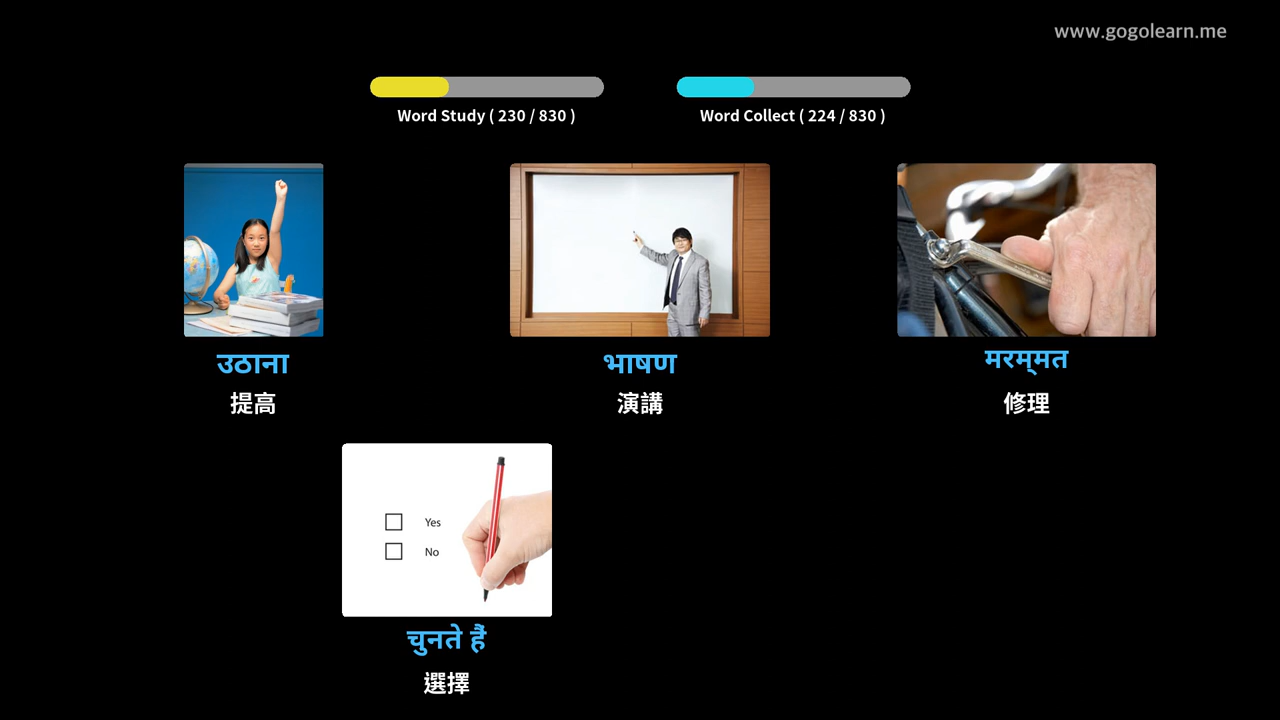 www.gogolearn.me
Word Study ( 230 / 830 )
Word Collect ( 224 / 830 )
उठाना
भाषण
मरम्‌मत
提高
演講
修理
Yes
No
चुनते हैं
選擇